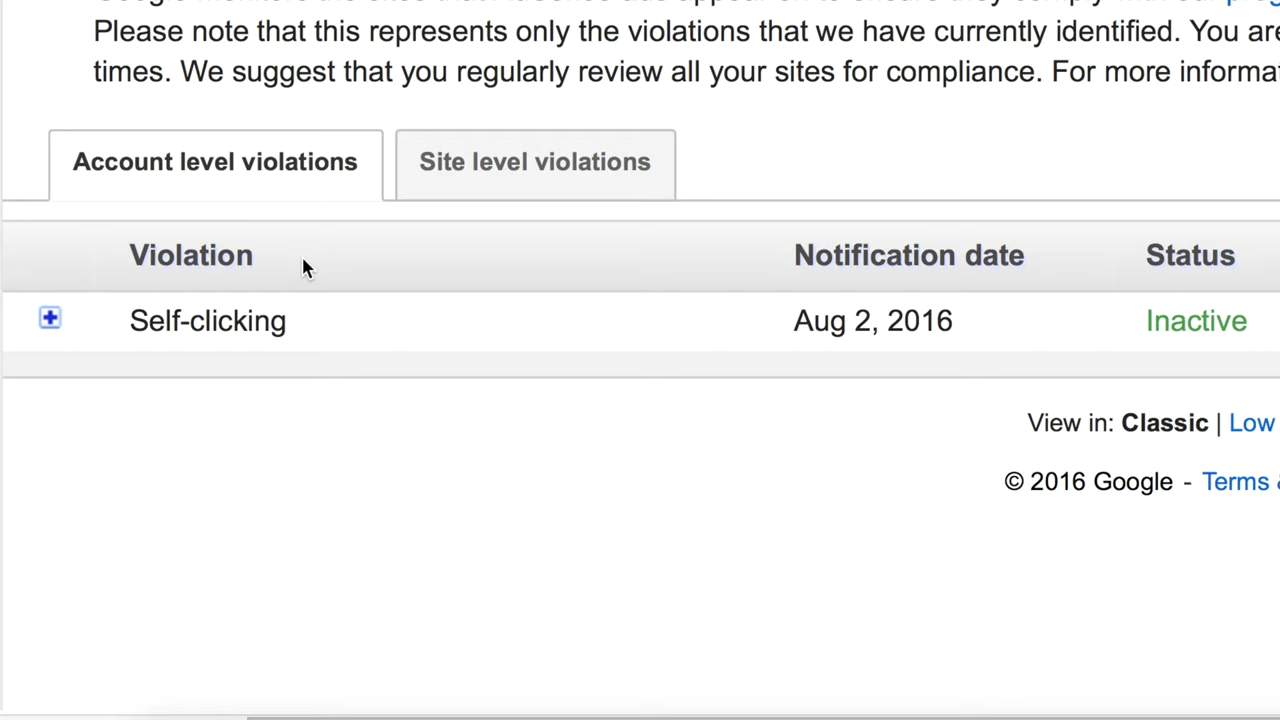 Please note that this represents only the violations that we have currently identified. You are
times. We suggest that you regularly review all your sites for compliance. For more informat
Account level violations
Site level violations
Violation Notification date Status
Self-clicking Aug 2, 2016 Inactive
View in: Classic | Low
© 2016 Google - Terms &